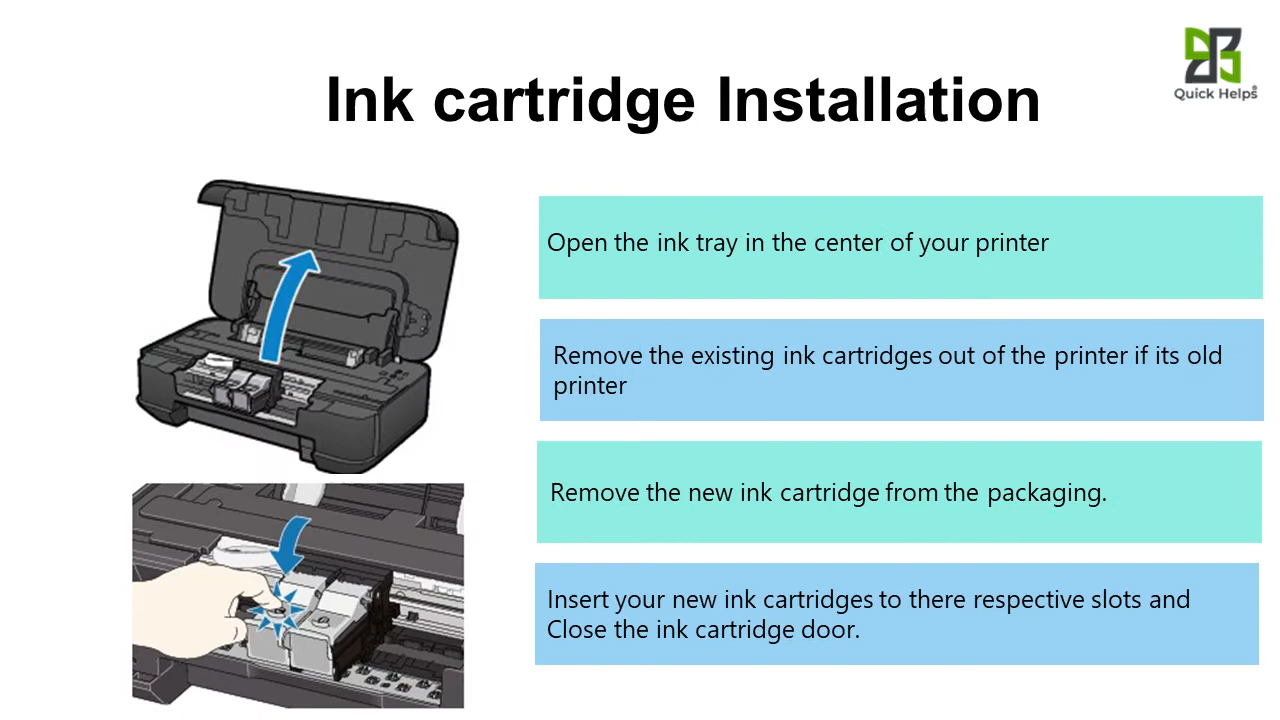 Quick Helps®
Ink cartridge Installation
Open the ink tray in the center of your printer
Remove the existing ink cartridges out of the printer if its old
printer
Remove the new ink cartridge from the packaging.
Insert your new ink cartridges to there respective slots and
Close the ink cartridge door.